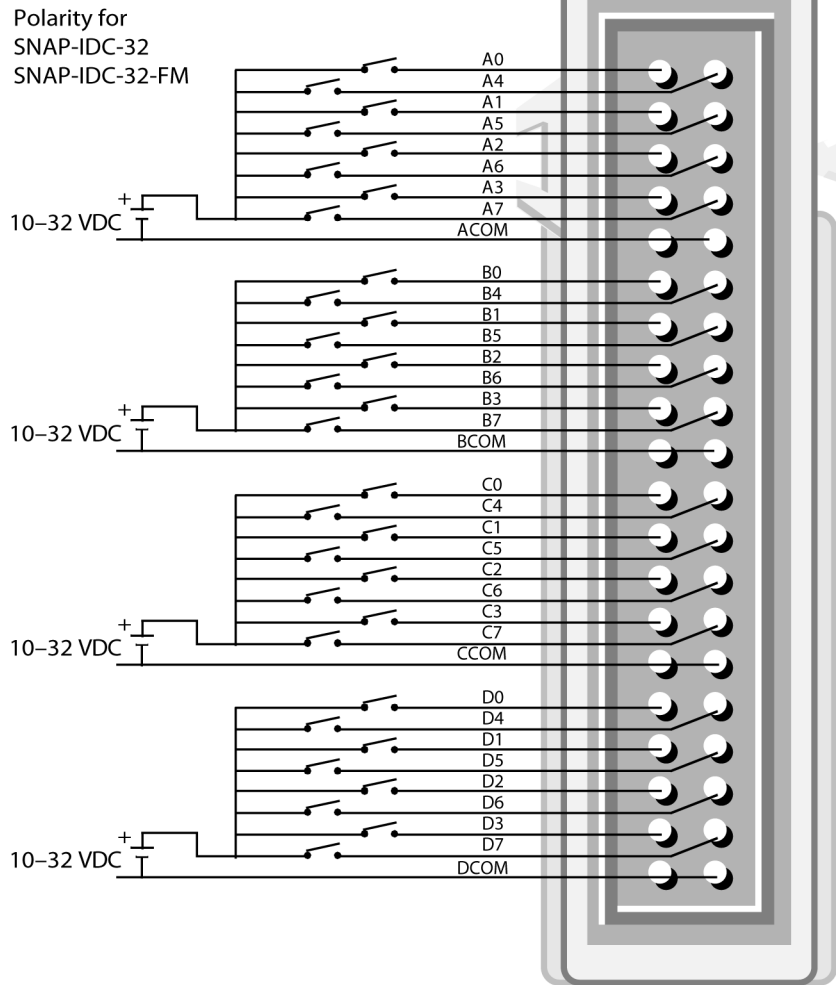 Polarity for
SNAP-IDC-32
SNAP-IDC-32-FM
A0
A4
A1
A5
A2
A6
A3
A7
+
10–32 VDC
ACOM
B0
B4
B1
B5
B2
B6
B3
B7
+
10–32 VDC
BCOM
C0
C4
C1
C5
C2
C6
C3
C7
+
10–32 VDC
CCOM
D0
D4
D1
D5
D2
D6
D3
D7
+
10–32 VDC
DCOM